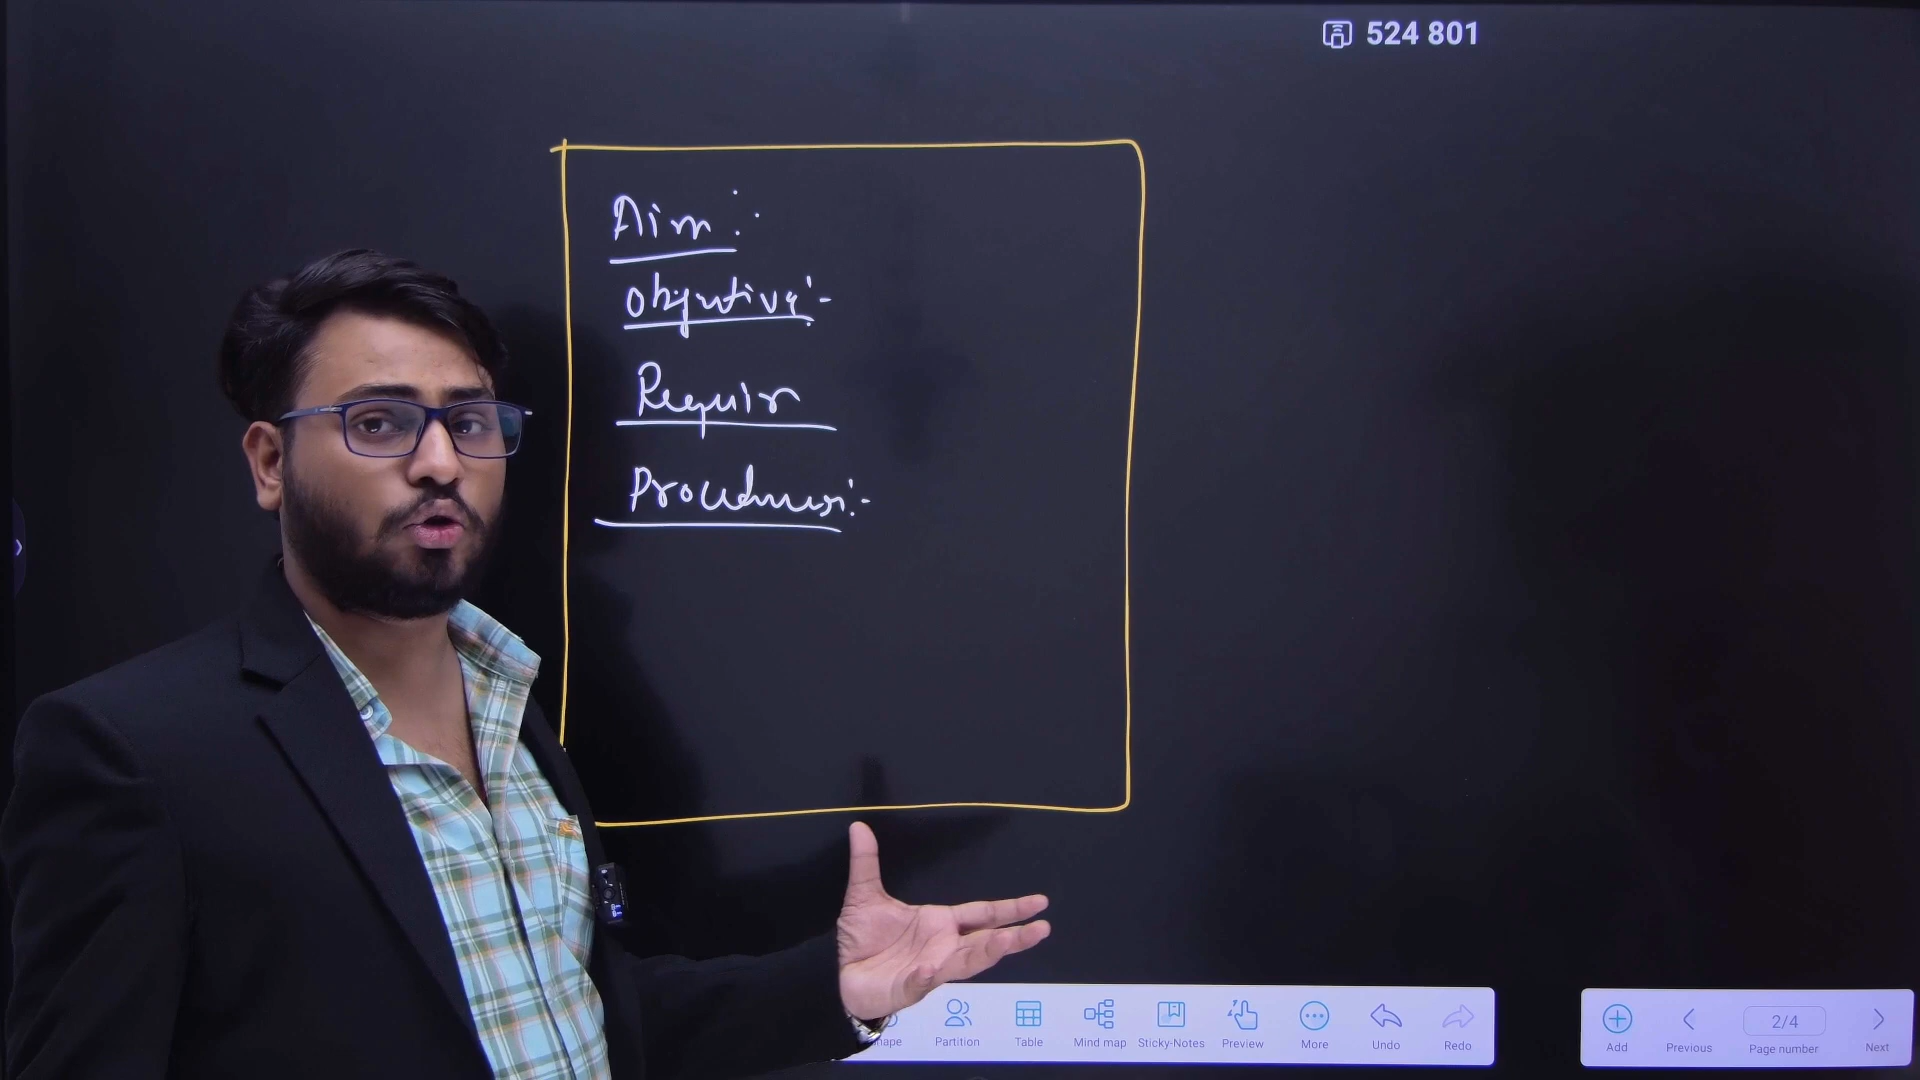 524 801
Aim :-
Objective :-
Requir
Procedures :-
Partition
Table
Mind map
Sticky-Notes
Preview
More
Undo
Redo
Add
Previous
2/4
Page number
Next